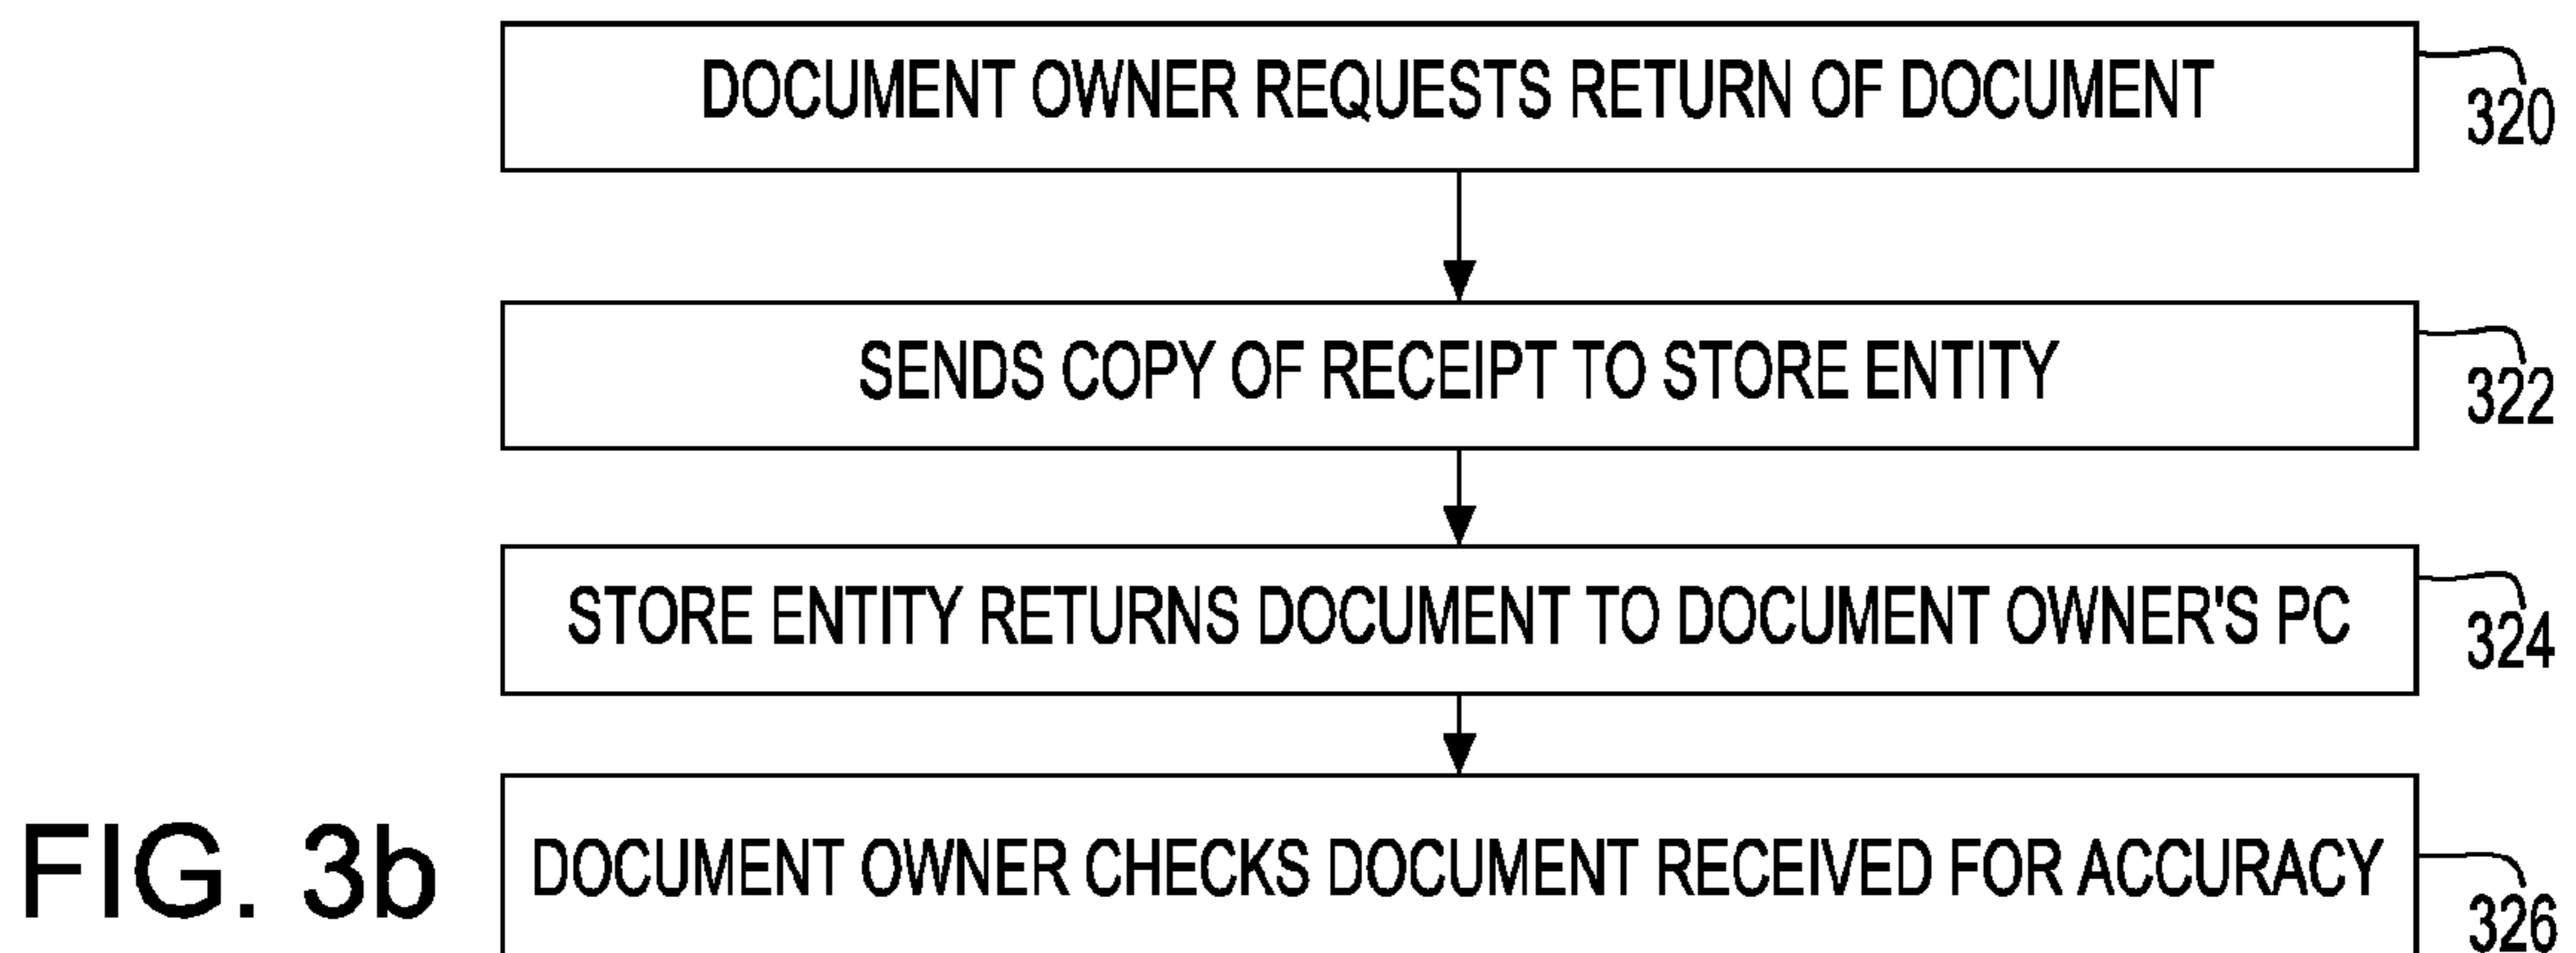 DOCUMENT OWNER REQUESTS RETURN OF DOCUMENT
320
SENDS COPY OF RECEIPT TO STORE ENTITY
322
STORE ENTITY RETURNS DOCUMENT TO DOCUMENT OWNER'S PC
324
DOCUMENT OWNER CHECKS DOCUMENT RECEIVED FOR ACCURACY
326
FIG. 3b